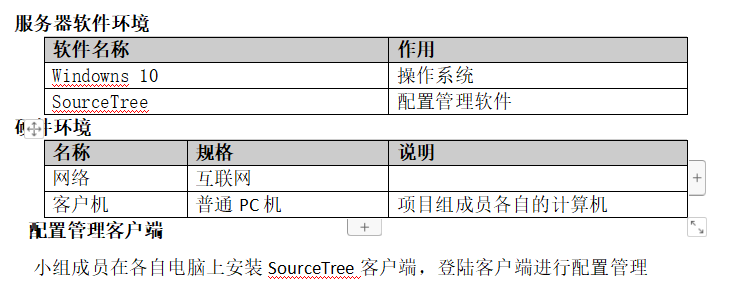 服务器软件环境
软件名称 作用
Windowns 10 操作系统
SourceTree 配置管理软件
件环境
名称 规格 说明
网络 互联网
客户机 普通 PC 机 项目组成员各自的计算机
配置管理客户端
小组成员在各自电脑上安装 SourceTree 客户端，登陆客户端进行配置管理